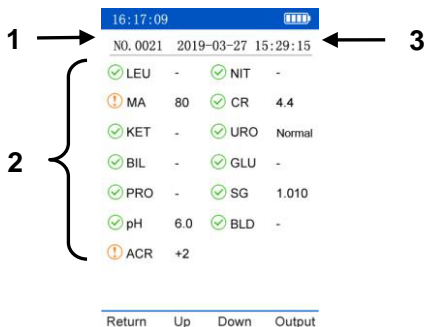 16:17:09
1 NO. 0021 2019-03-27 15:29:15 3
LEU - NIT -
MA 80 CR 4.4
KET - URO Normal
2 BIL - GLU -
PRO - SG 1.010
pH 6.0 BLD -
ACR +2
Return Up Down Output